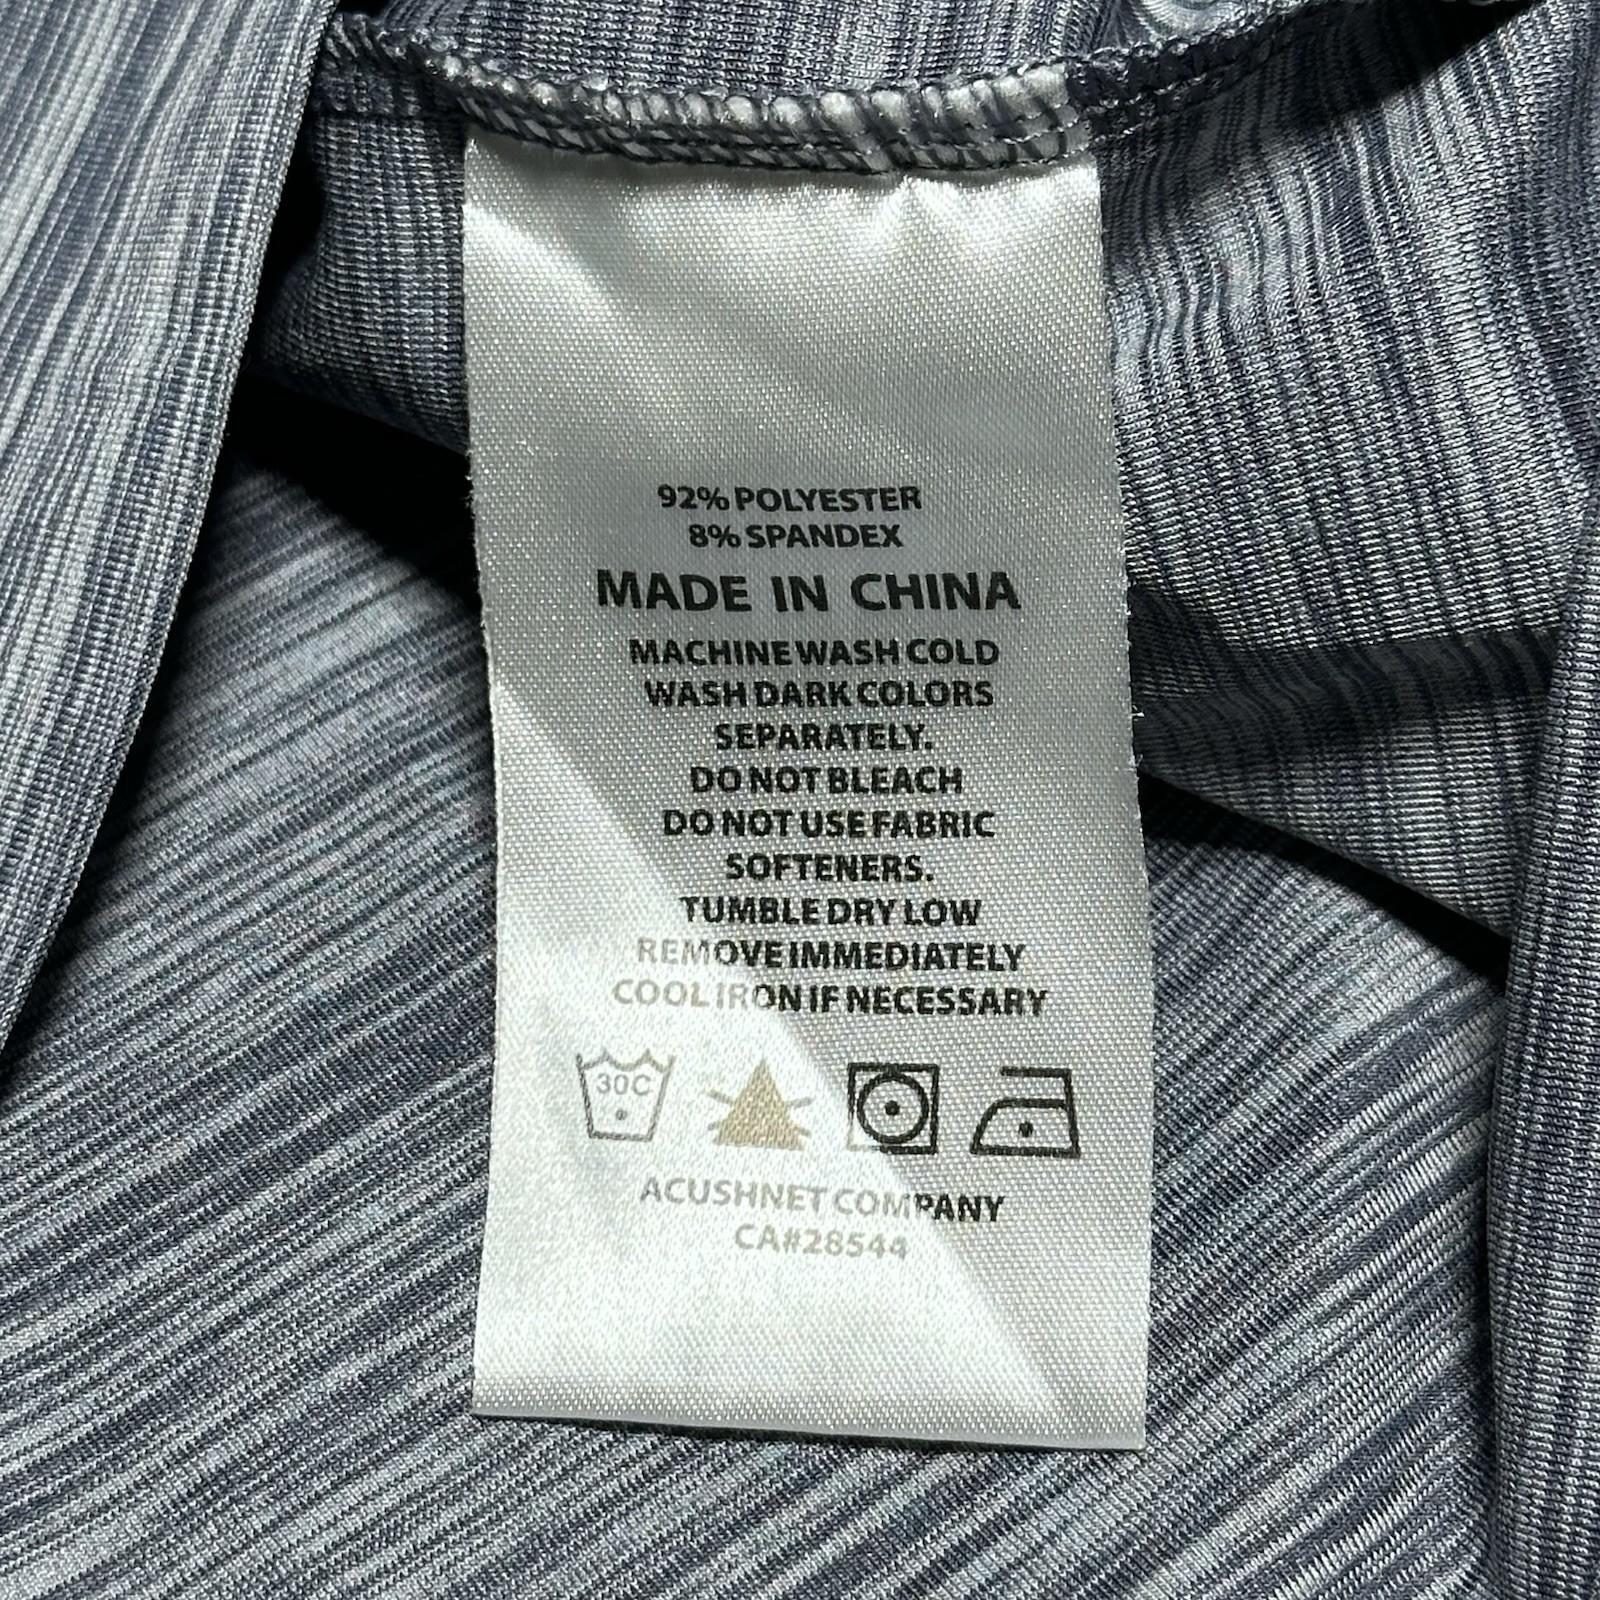 92% POLYESTER
8% SPANDEX
MADE IN CHINA
MACHINE WASH COLD
WASH DARK COLORS
SEPARATELY.
DO NOT BLEACH
DO NOT USE FABRIC
SOFTENERS.
TUMBLE DRY LOW
REMOVE IMMEDIATELY
COOL IRON IF NECESSARY
30C
ACUSHNET COMPANY
CA#28544